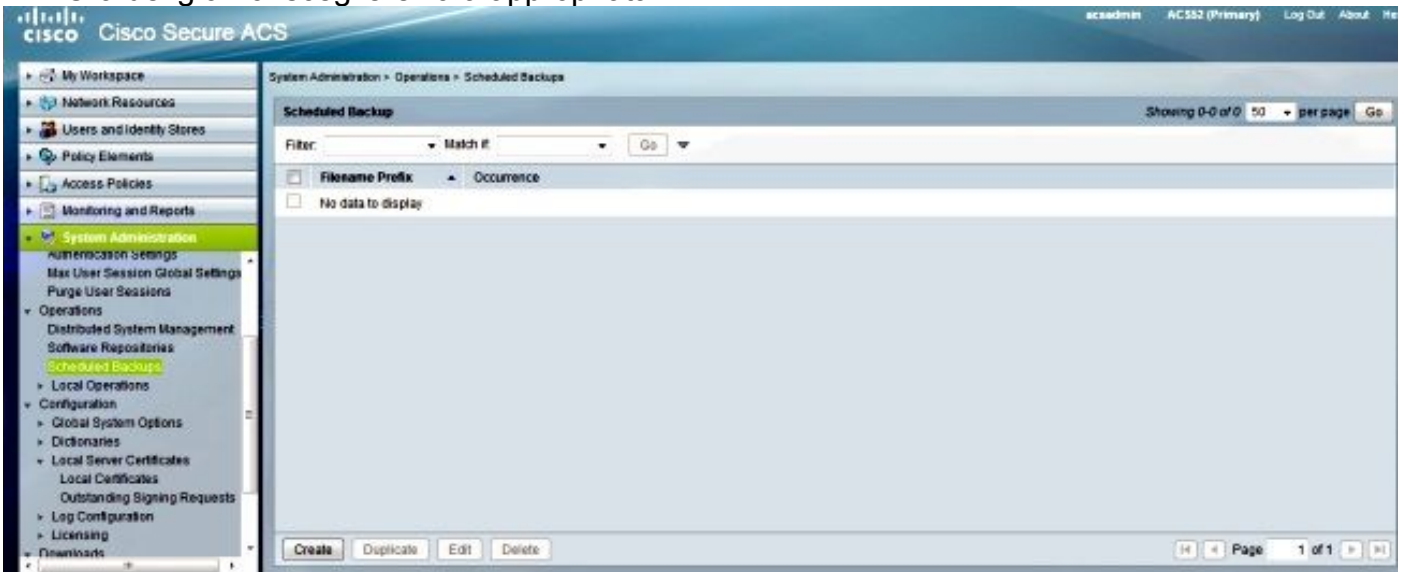 acsadmin ACS52 (Primary) Log Out About He
CISCO Cisco Secure ACS
My Workspace
Network Resources
Users and Identity Stores
Policy Elements
Access Policies
Monitoring and Reports
System Administration
Authentication Settings
Max User Session Global Settings
Purge User Sessions
Operations
Distributed System Management
Software Repositories
Scheduled Backups
Local Operations
Configuration
Global System Options
Dictionaries
Local Server Certificates
Local Certificates
Outstanding Signing Requests
Log Configuration
Licensing
Downloads
System Administration > Operations > Scheduled Backups
Scheduled Backup
Showing 0-0 of 0 50 per page Go
Filter: Match if: Go
Filename Prefix Occurrence
No data to display
Create Duplicate Edit Delete
Page 1 of 1